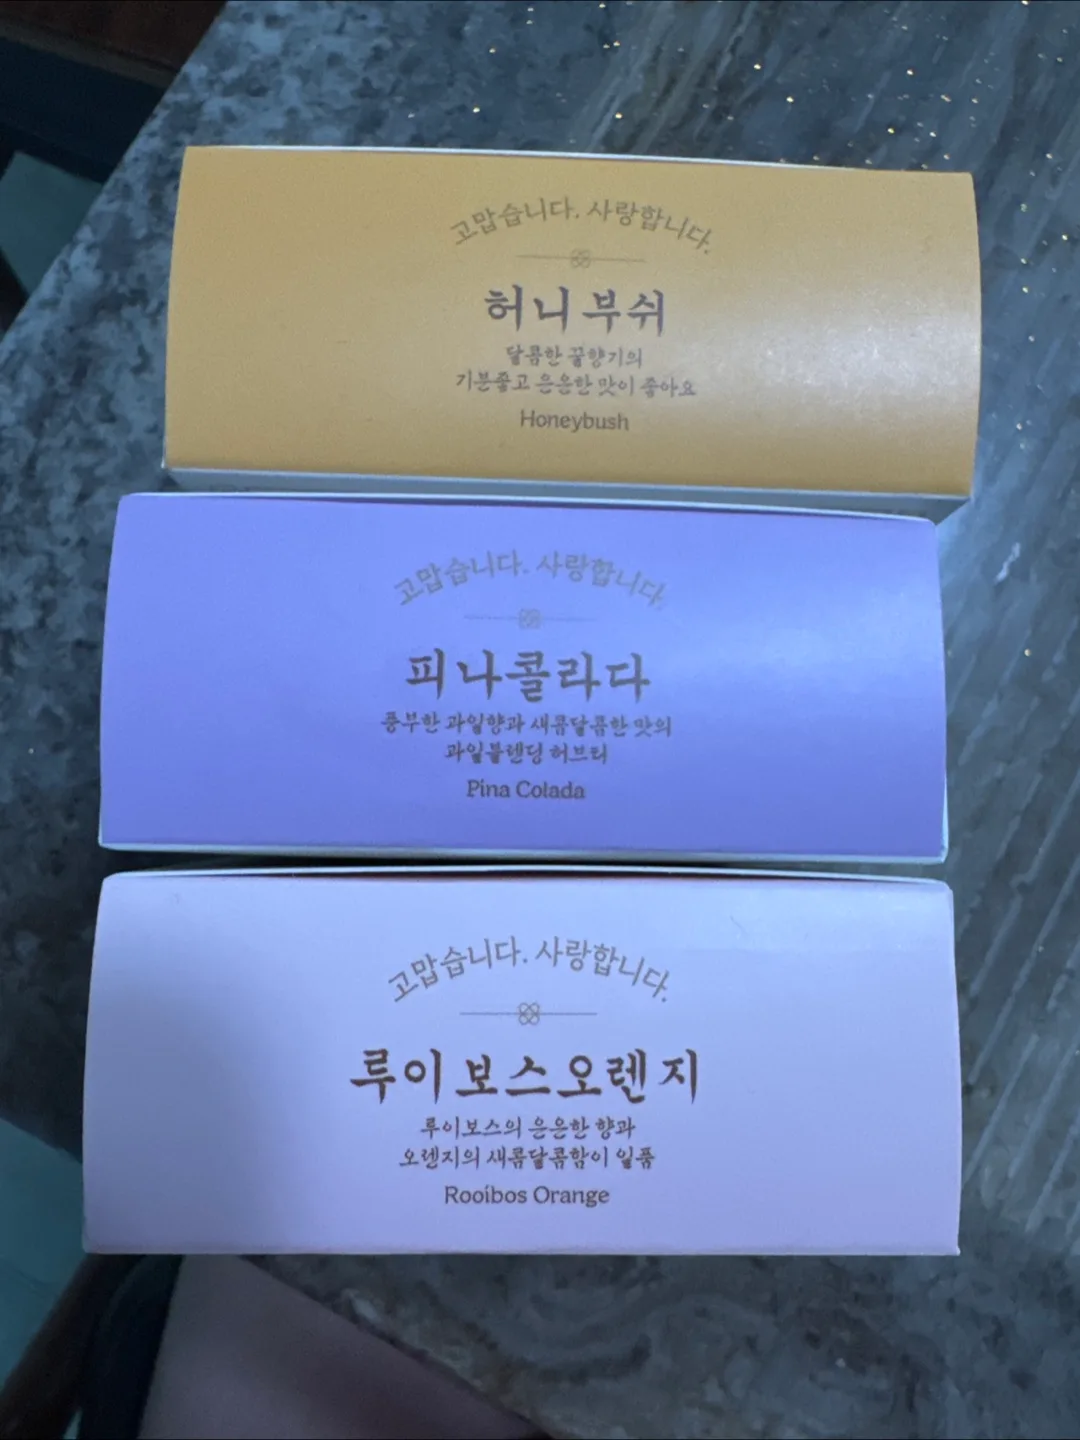 고맙습니다. 사랑합니다.
허니부쉬
달콤한 꿀향기의
기분좋고 은은한 맛이 좋아요
Honeybush
고맙습니다. 사랑합니다.
피나콜라다
풍부한 과일향과 새콤달콤한 맛의
과일블렌딩 허브티
Pina Colada
고맙습니다. 사랑합니다.
루이보스오렌지
루이보스의 은은한 향과
오렌지의 새콤달콤함이 일품
Rooibos Orange